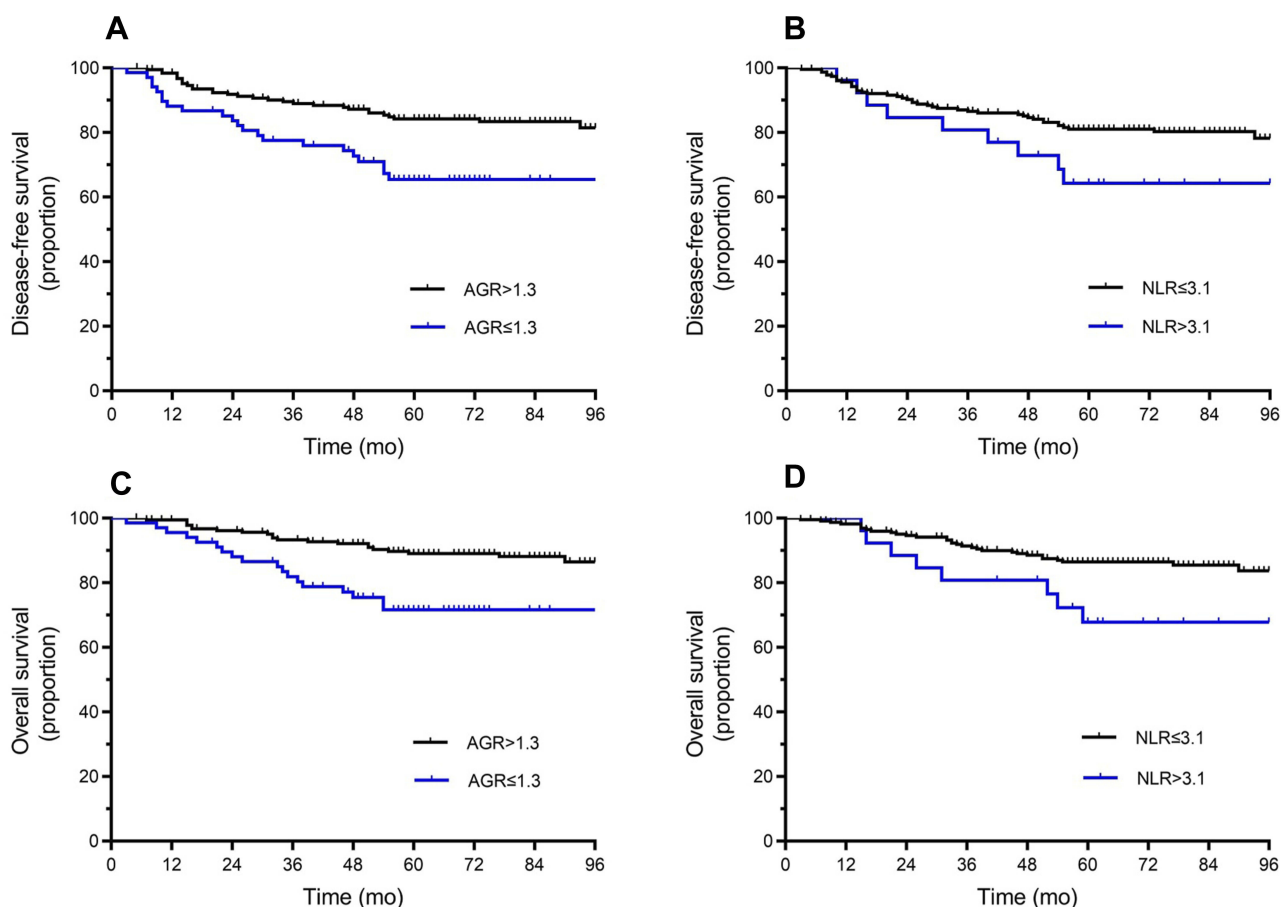 A
Disease-free survival
(proportion)
100
80
60
40
20
0
AGR>1.3
AGR≤1.3
0 12 24 36 48 60 72 84 96
Time (mo)
B
Disease-free survival
(proportion)
100
80
60
40
20
0
NLR≤3.1
NLR>3.1
0 12 24 36 48 60 72 84 96
Time (mo)
C
Overall survival
(proportion)
100
80
60
40
20
0
AGR>1.3
AGR≤1.3
0 12 24 36 48 60 72 84 96
Time (mo)
D
Overall survival
(proportion)
100
80
60
40
20
0
NLR≤3.1
NLR>3.1
0 12 24 36 48 60 72 84 96
Time (mo)